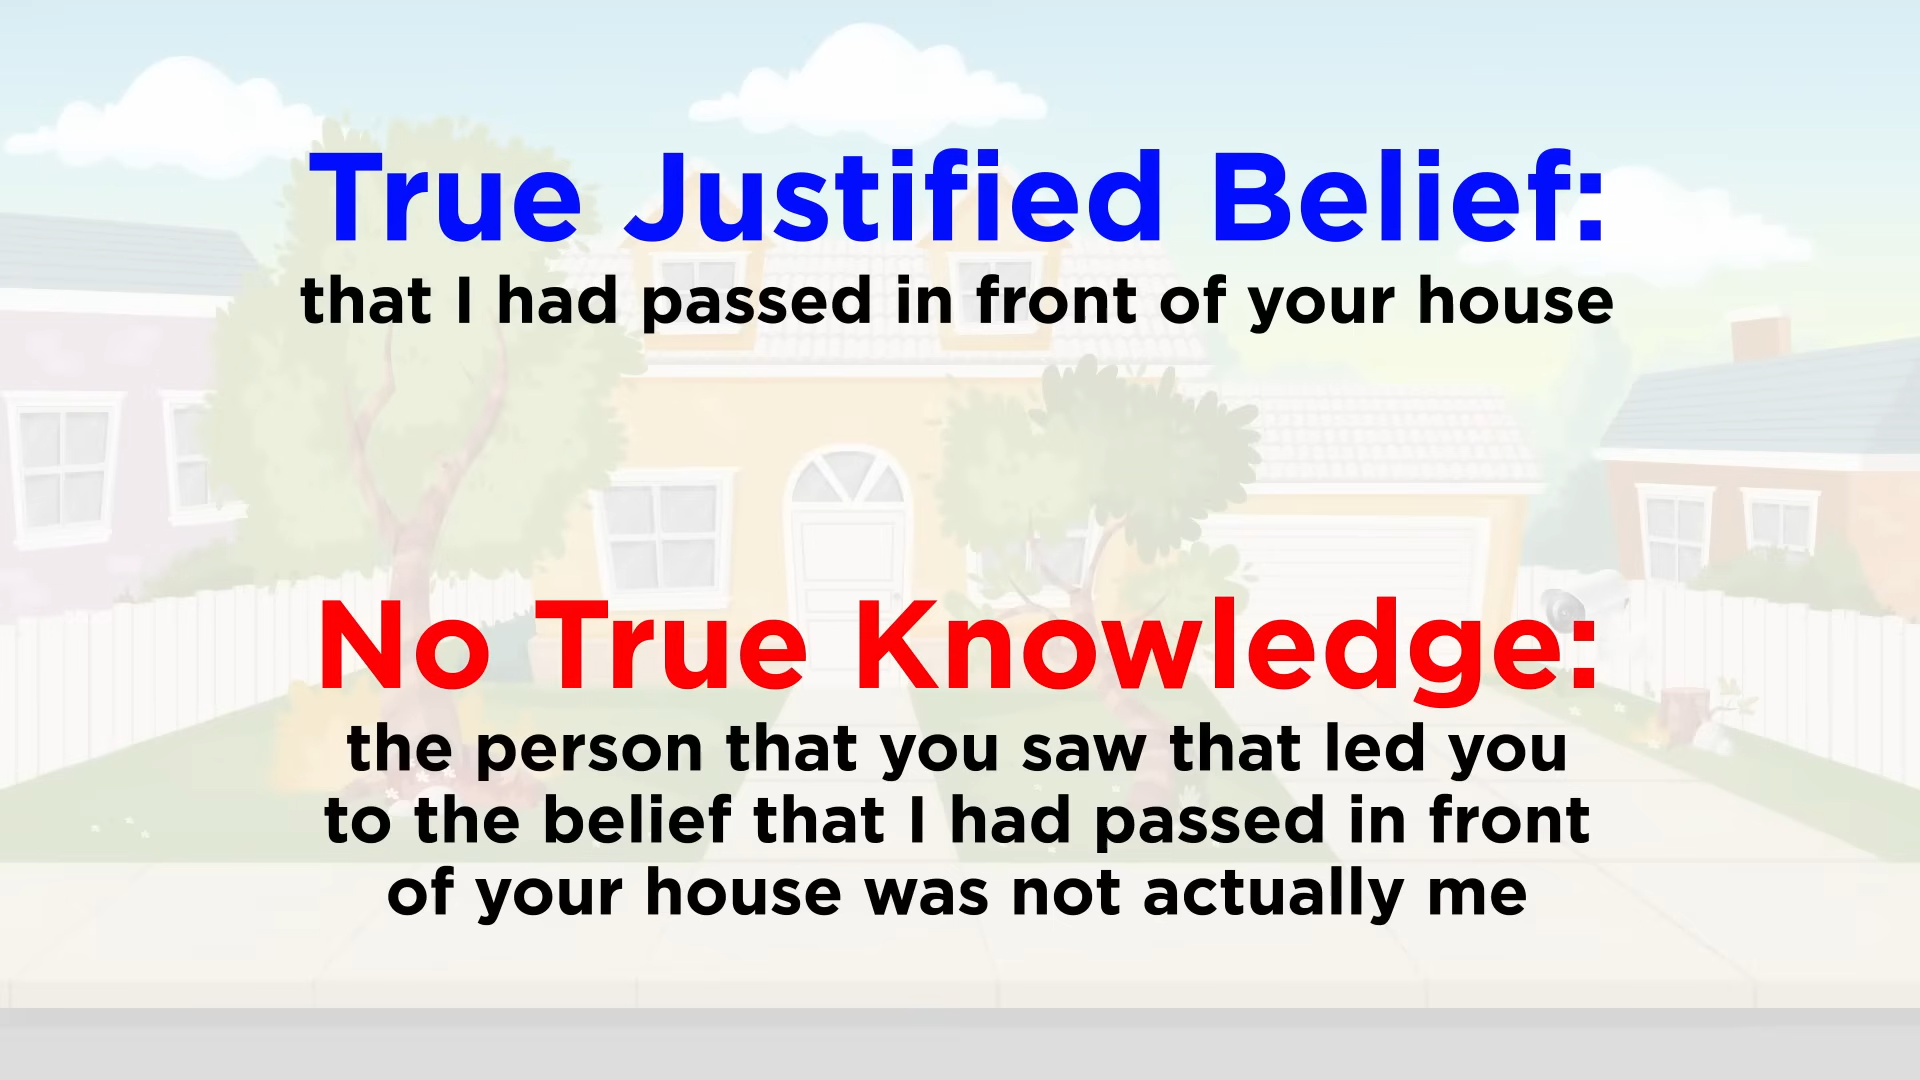 True Justified Belief:
that I had passed in front of your house
No True Knowledge:
the person that you saw that led you
to the belief that I had passed in front
of your house was not actually me